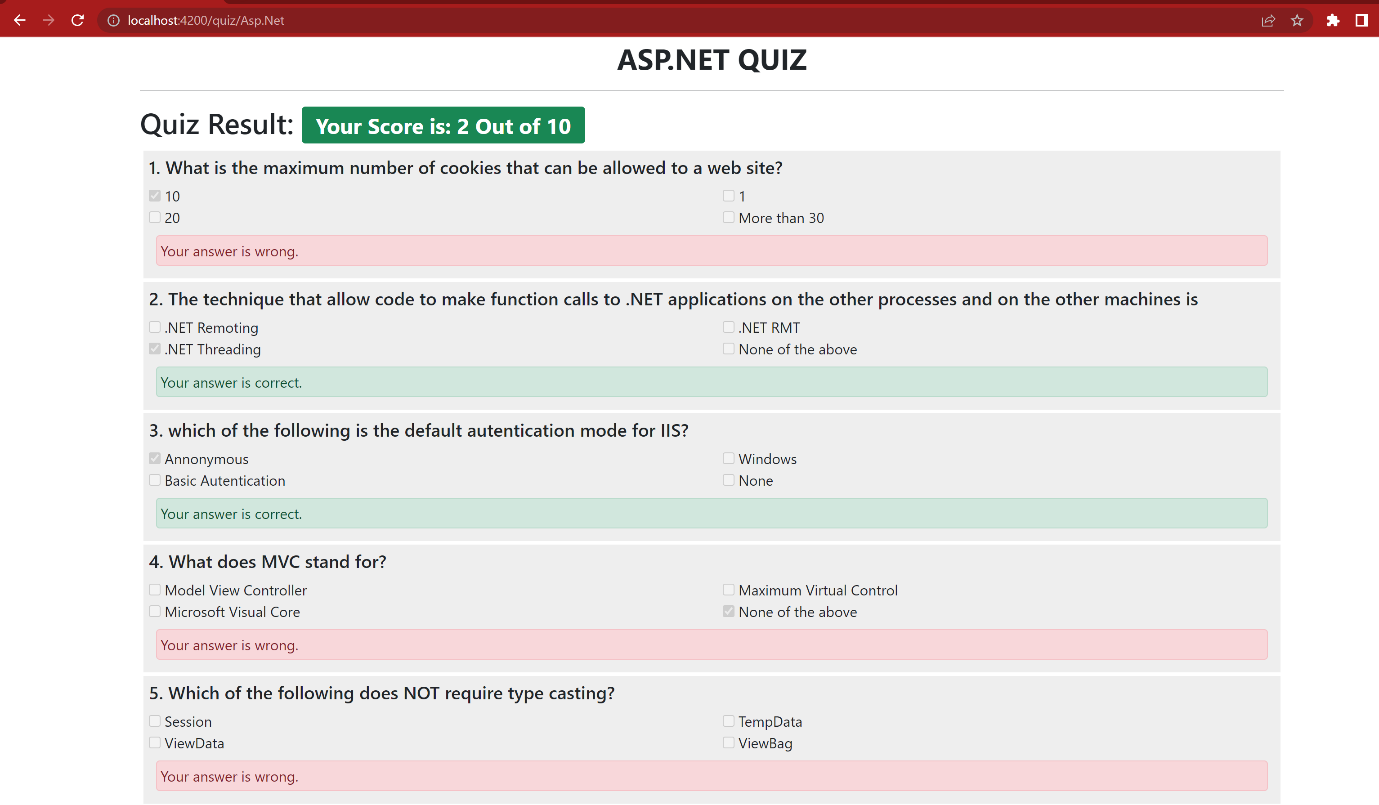 localhost:4200/quiz/Asp.Net
ASP.NET QUIZ
Quiz Result: Your Score is: 2 Out of 10
1. What is the maximum number of cookies that can be allowed to a web site?
10 1
20 More than 30
Your answer is wrong.
2. The technique that allow code to make function calls to .NET applications on the other processes and on the other machines is
.NET Remoting .NET RMT
.NET Threading None of the above
Your answer is correct.
3. which of the following is the default autentication mode for IIS?
Annonymous Windows
Basic Autentication None
Your answer is correct.
4. What does MVC stand for?
Model View Controller Maximum Virtual Control
Microsoft Visual Core None of the above
Your answer is wrong.
5. Which of the following does NOT require type casting?
Session TempData
ViewData ViewBag
Your answer is wrong.